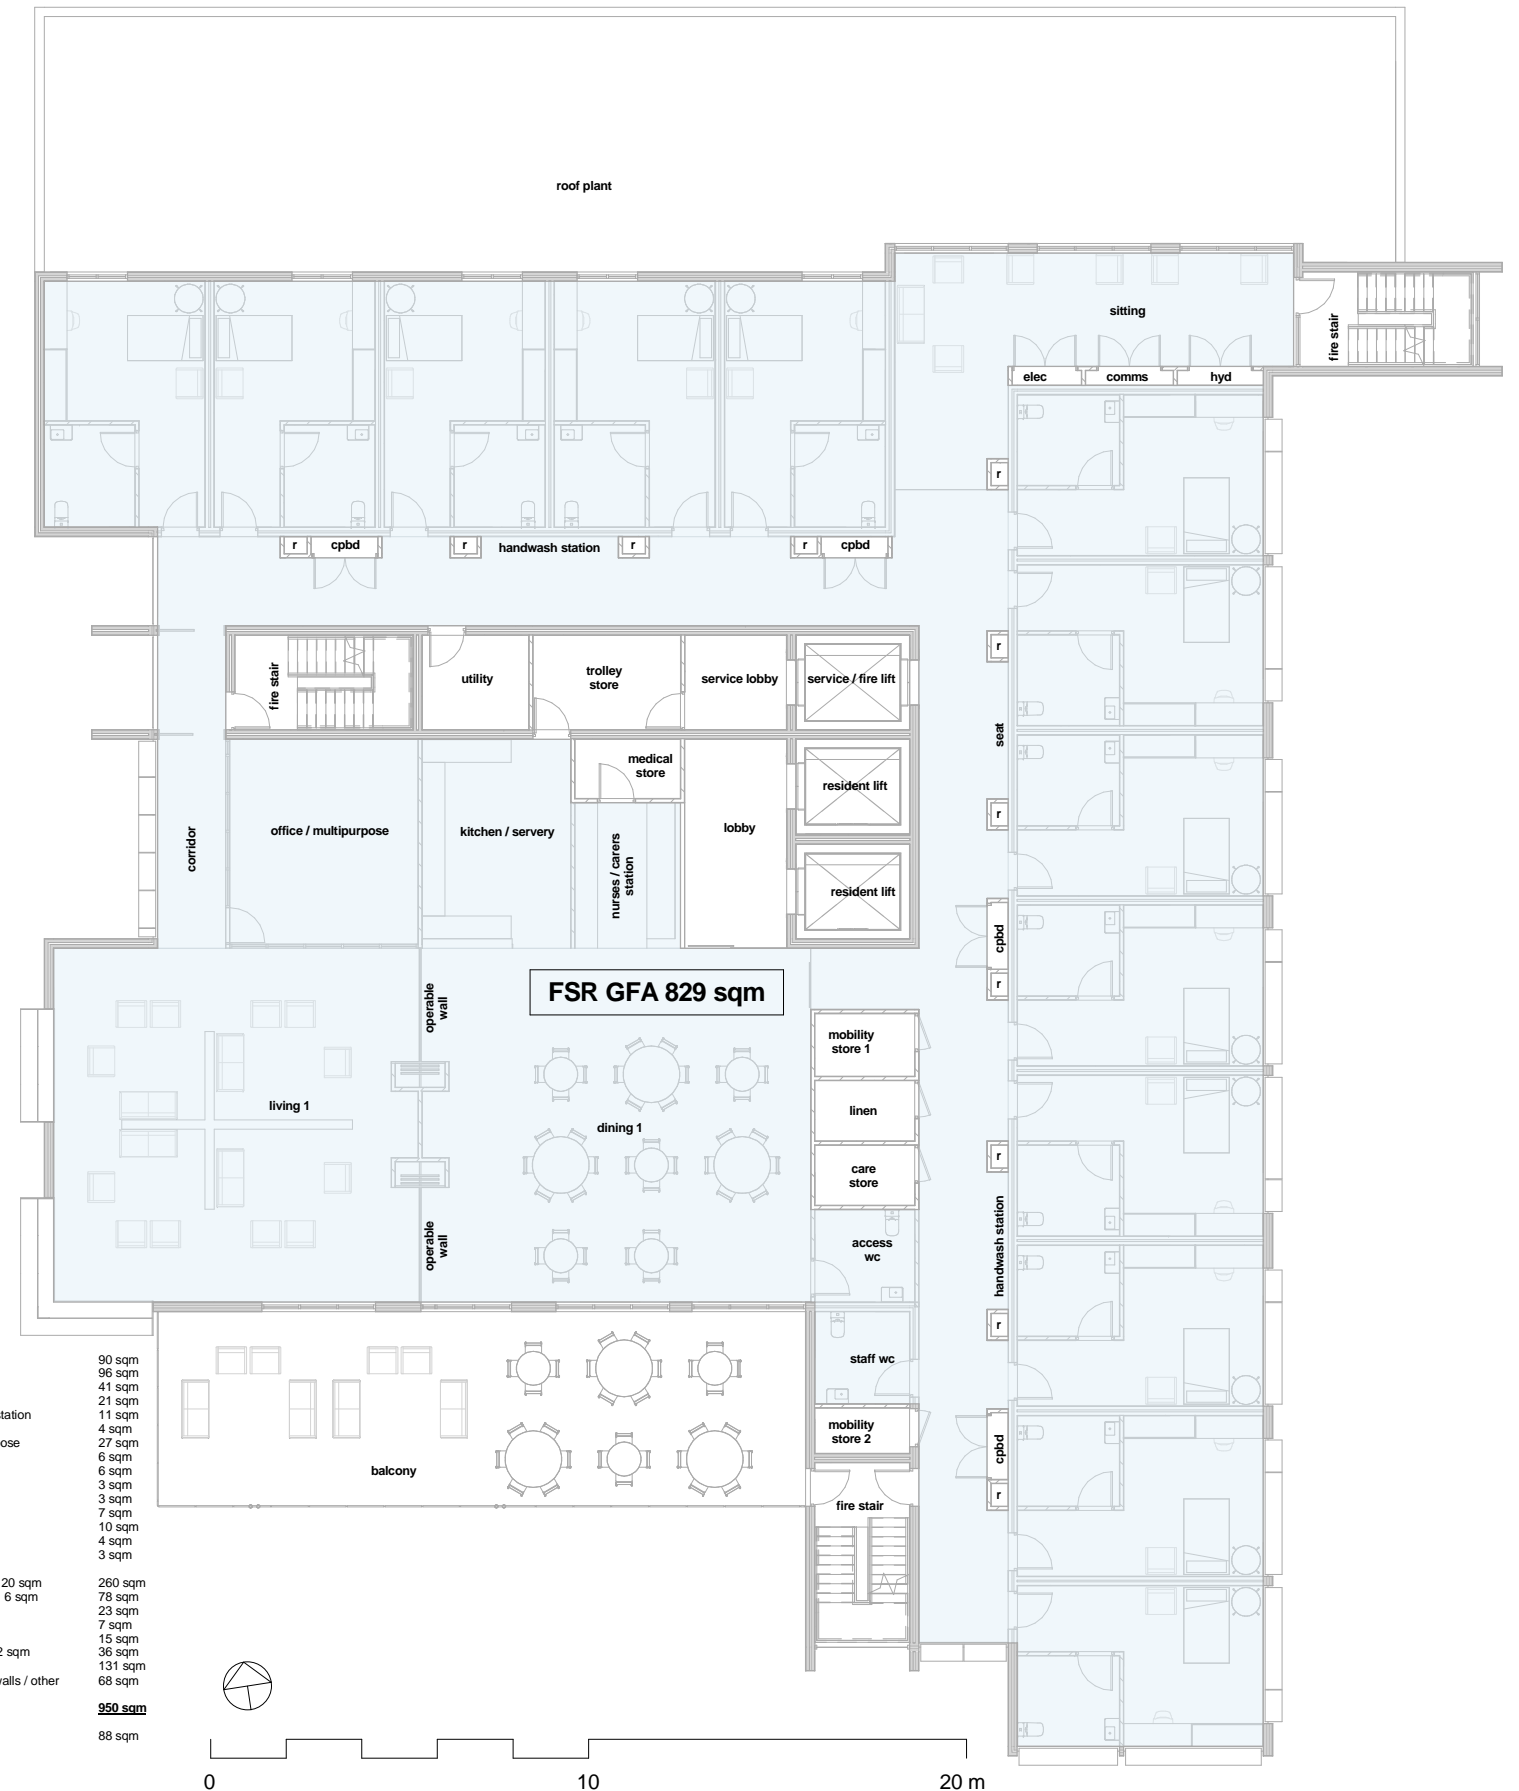 roof plant
sitting
fire stair
elec
comms
hyd
r
r
cpbd
r
handwash station
r
r
cpbd
r
fire stair
utility
trolley
store
service lobby
service / fire lift
seat
medical
store
resident lift
r
corridor
office / multipurpose
kitchen / servery
nurses / carers
station
lobby
resident lift
cpbd
r
operable
wall
FSR GFA 829 sqm
mobility
store 1
living 1
linen
dining 1
care
store
r
operable
wall
access
wc
handwash station
r
staff wc
mobility
store 2
cpbd
r
balcony
fire stair
90 sqm
96 sqm
41 sqm
21 sqm
station 11 sqm
4 sqm
ose 27 sqm
6 sqm
6 sqm
3 sqm
3 sqm
7 sqm
10 sqm
4 sqm
3 sqm
20 sqm 260 sqm
6 sqm 78 sqm
23 sqm
7 sqm
15 sqm
2 sqm 36 sqm
131 sqm
walls / other 68 sqm
950 sqm
88 sqm
0 10 20 m